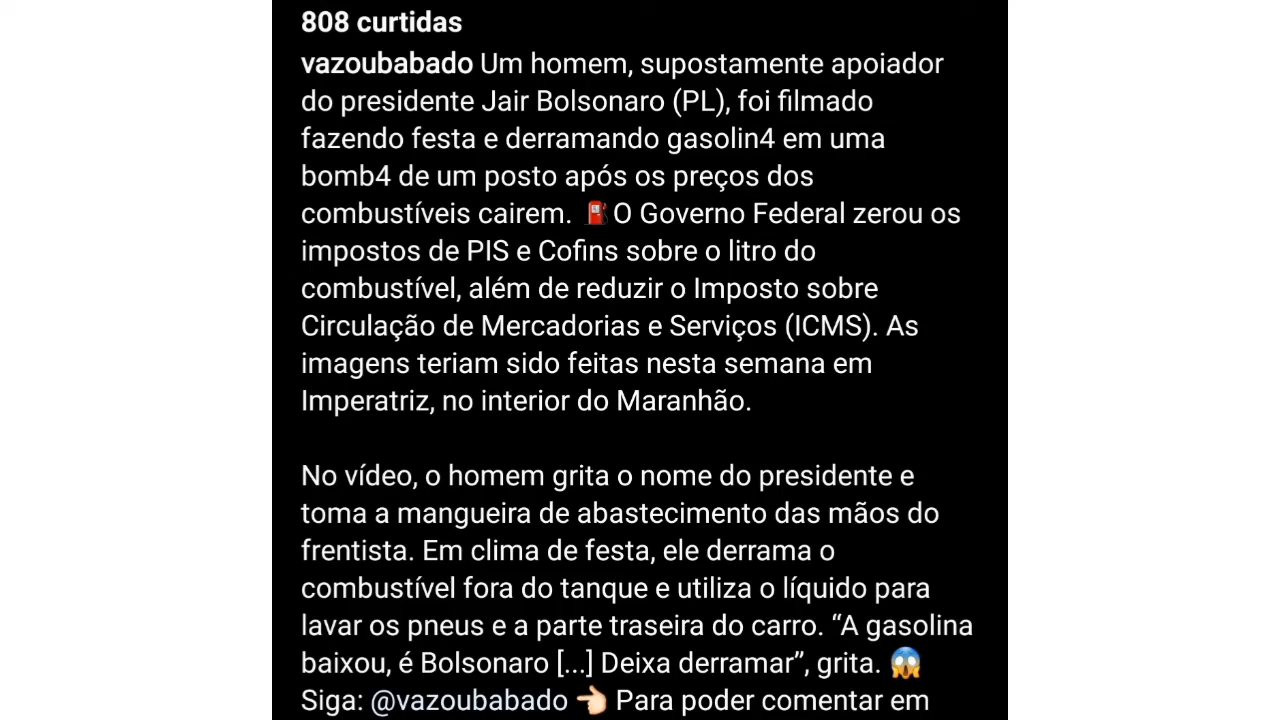 808 curtidas
vazoubabado Um homem, supostamente apoiador
do presidente Jair Bolsonaro (PL), foi filmado
fazendo festa e derramando gasolin4 em uma
bomb4 de um posto após os preços dos
combustíveis cairem. ⛽O Governo Federal zerou os
impostos de PIS e Cofins sobre o litro do
combustível, além de reduzir o Imposto sobre
Circulação de Mercadorias e Serviços (ICMS). As
imagens teriam sido feitas nesta semana em
Imperatriz, no interior do Maranhão.
No vídeo, o homem grita o nome do presidente e
toma a mangueira de abastecimento das mãos do
frentista. Em clima de festa, ele derrama o
combustível fora do tanque e utiliza o líquido para
lavar os pneus e a parte traseira do carro. “A gasolina
baixou, é Bolsonaro [...] Deixa derramar”, grita. 😱
Siga: @vazoubabado 👈🏻 Para poder comentar em